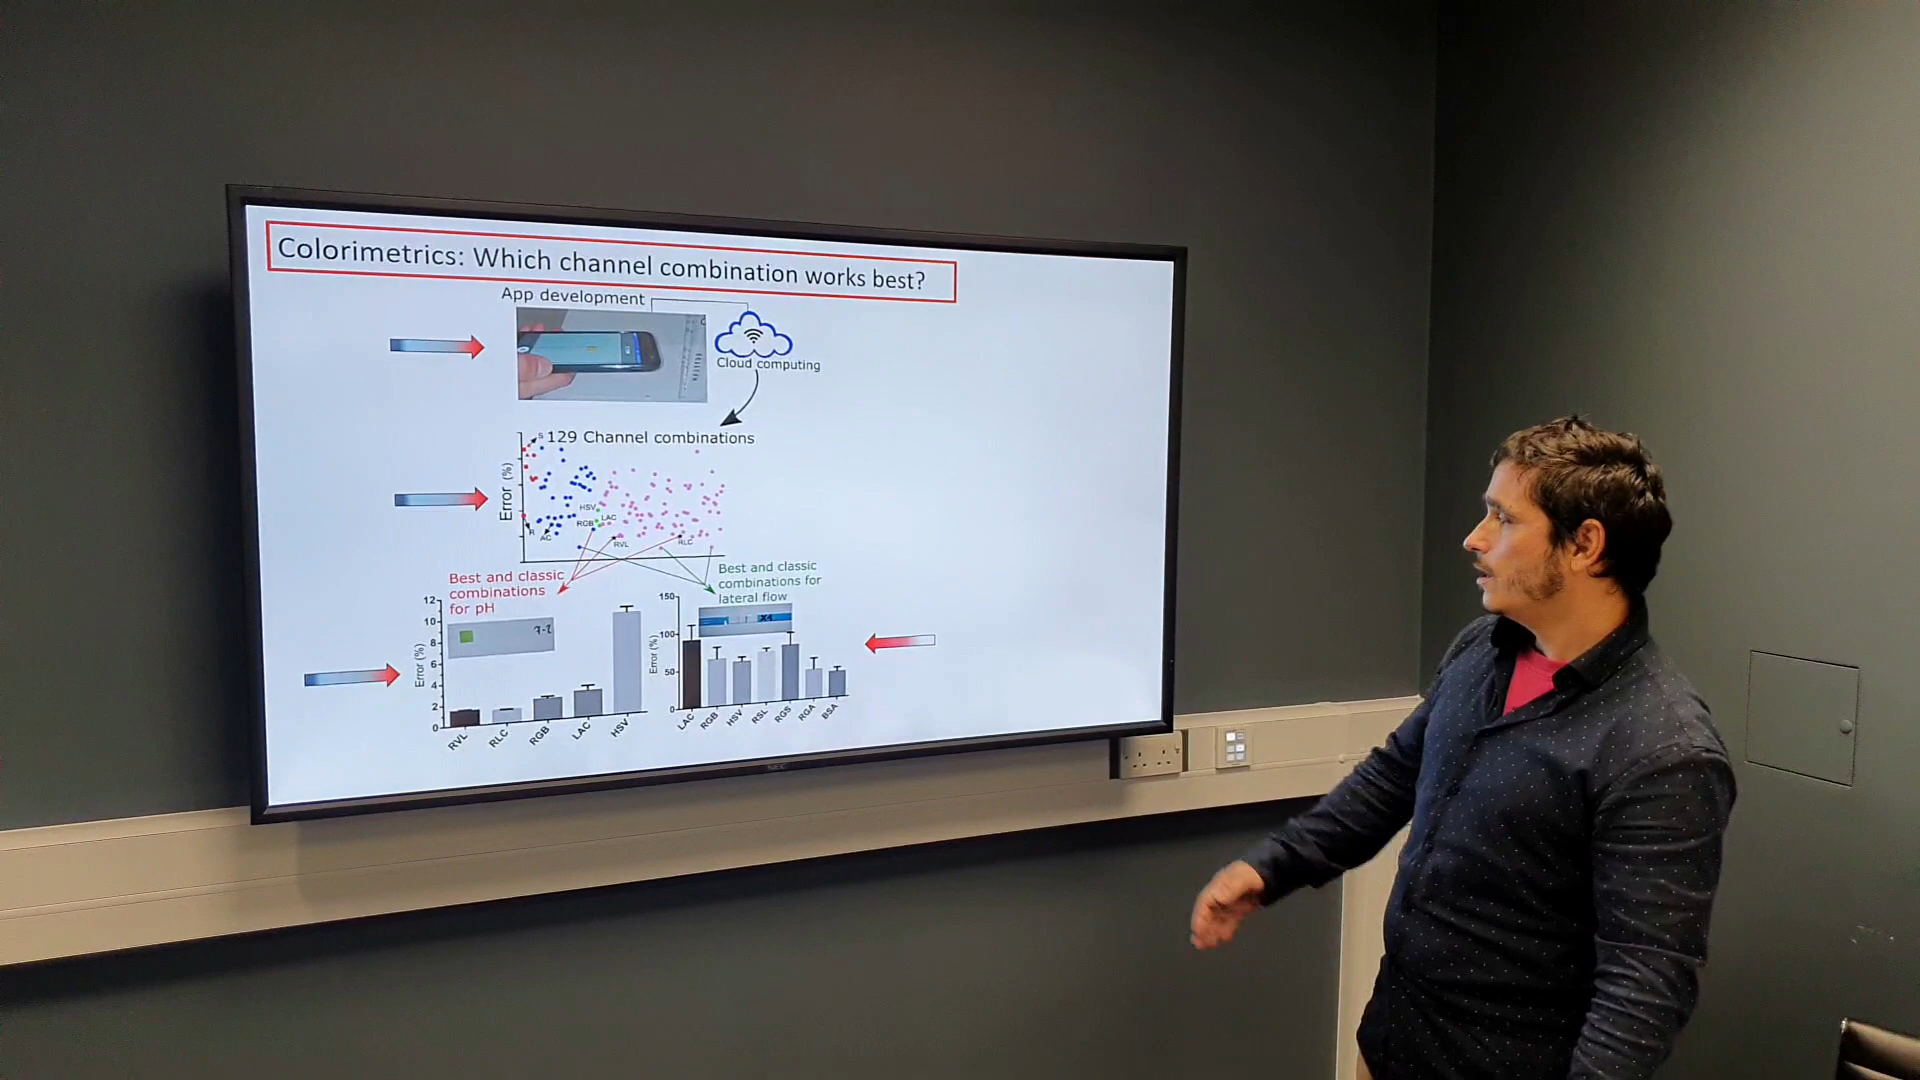 Colorimetrics: Which channel combination works best?
App development
Cloud computing
129 Channel combinations
Error (%)
S
HSV
RGB
LAC
R
AC
RVL
RLC
Best and classic
combinations
for pH
Best and classic
combinations for
lateral flow
12
10
8
6
4
2
0
Error (%)
RVL
RLC
RGB
LAC
HSV
150
100
50
0
Error (%)
LAC
RGB
HSV
RSL
RGS
RGA
BSA
NEC